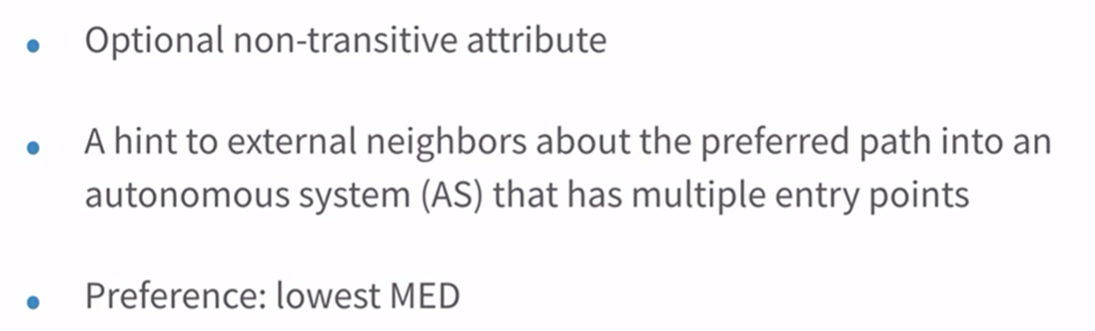 • Optional non-transitive attribute
• A hint to external neighbors about the preferred path into an
autonomous system (AS) that has multiple entry points
• Preference: lowest MED